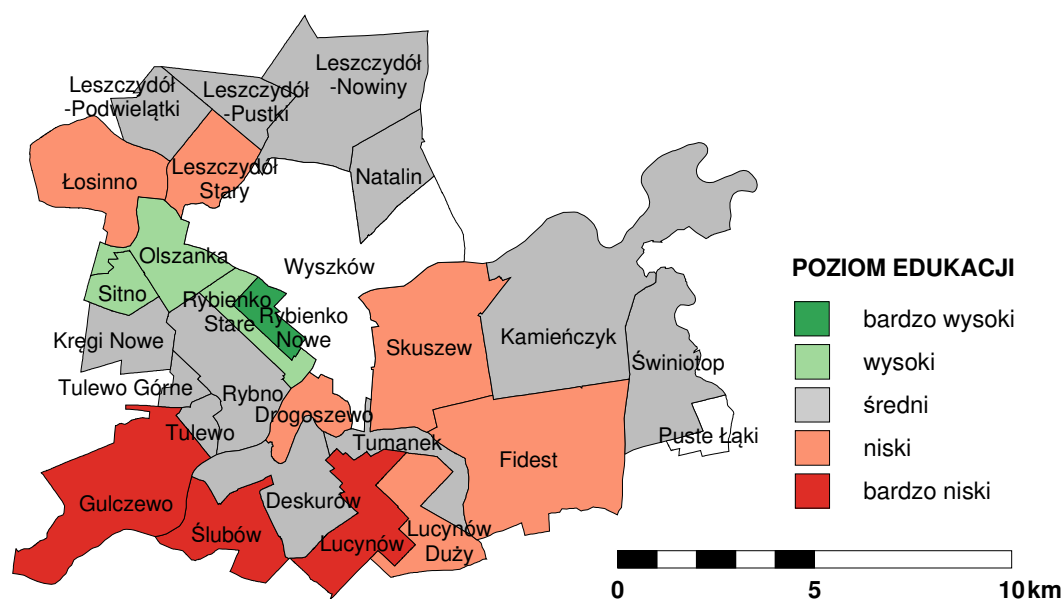 Leszczydół
-Nowiny
Leszczydół
-Podwielątki
Leszczydół
-Pustki
Łosinno
Leszczydół
Stary
Natalin
Olszanka
Wyszków
Sitno
Rybienko
Stare
Rybienko
Nowe
Kręgi Nowe
Skuszew
Kamieńczyk
Świniotop
Tulewo Górne
Rybno
Drogoszewo
Tulewo
Tumanek
Puste Łąki
Fidest
Gulczewo
Deskurów
Ślubów
Lucynów
Lucynów
Duży
POZIOM EDUKACJI
bardzo wysoki
wysoki
średni
niski
bardzo niski
0 5 10 km